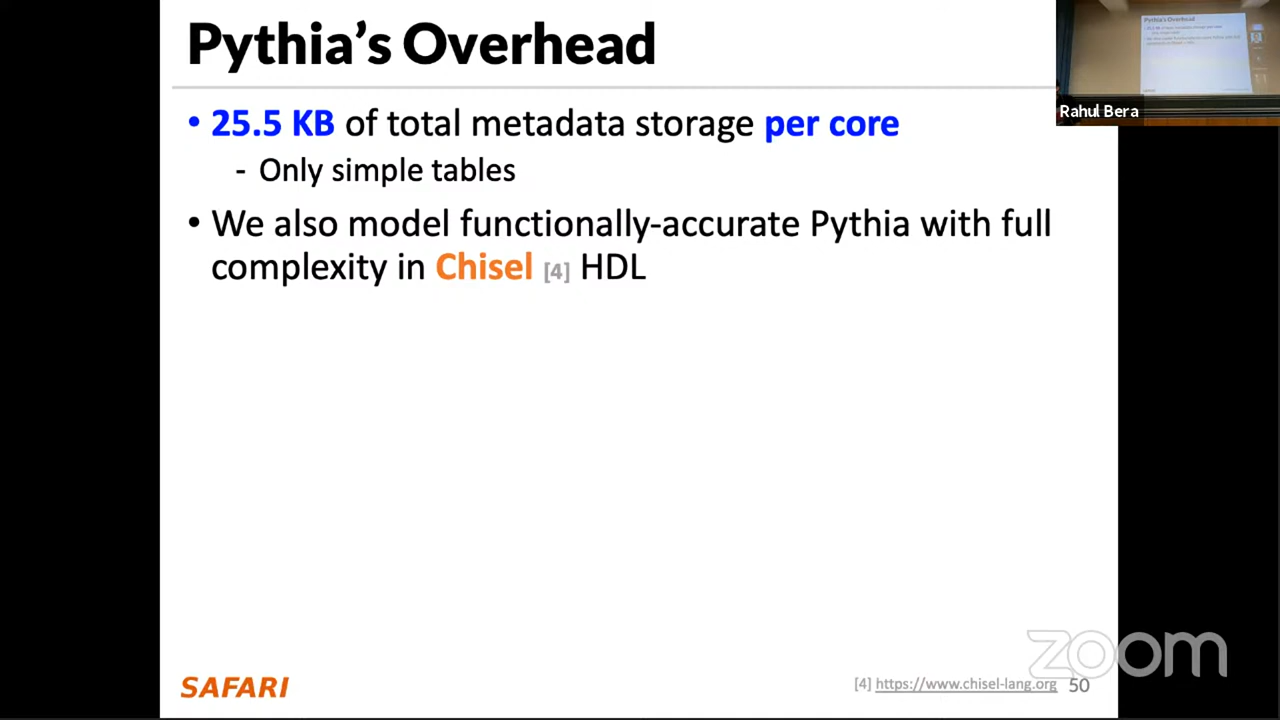 Pythia's Overhead
• 25.5 KB of total metadata storage per core
- Only simple tables
• We also model functionally-accurate Pythia with full
complexity in Chisel [4] HDL
Rahul Bera
Pythia's Overhead
zoom
SAFARI
[4] https://www.chisel-lang.org 50